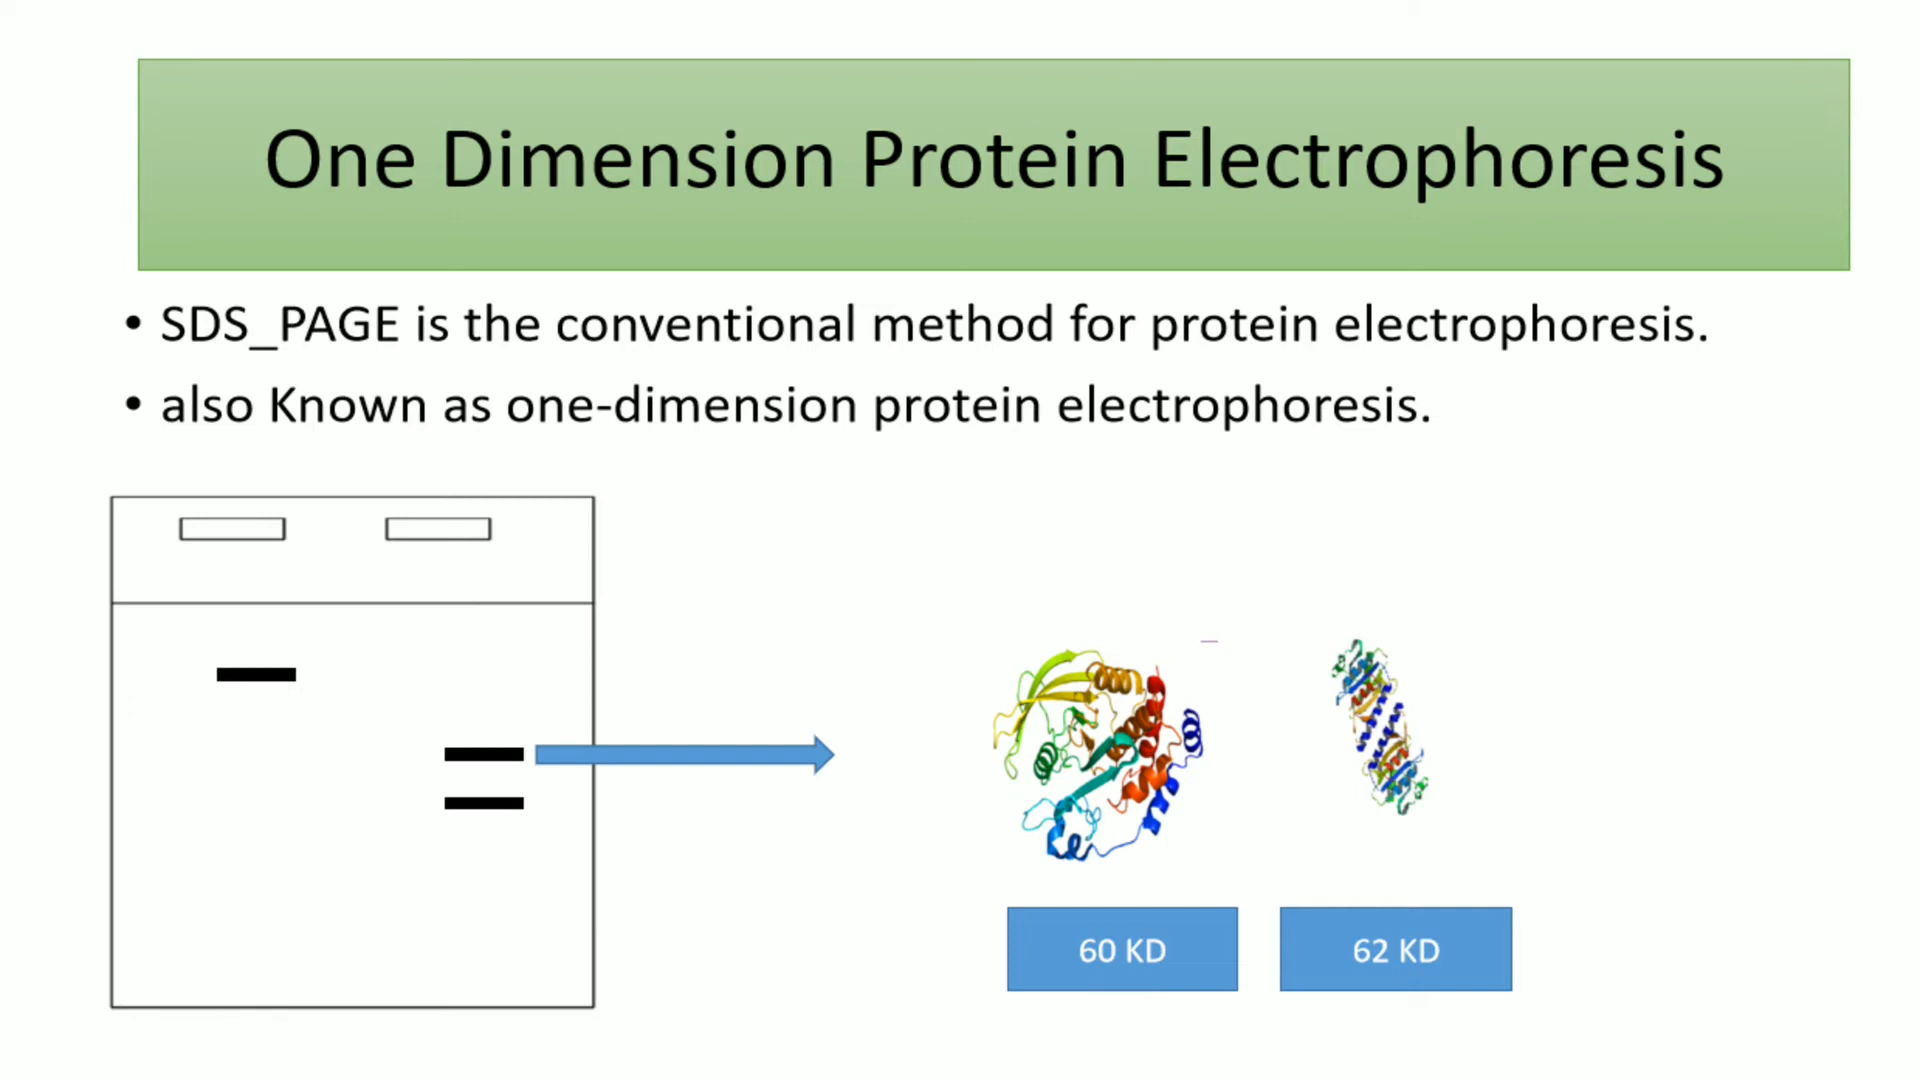 One Dimension Protein Electrophoresis
• SDS_PAGE is the conventional method for protein electrophoresis.
• also Known as one-dimension protein electrophoresis.
60 KD
62 KD